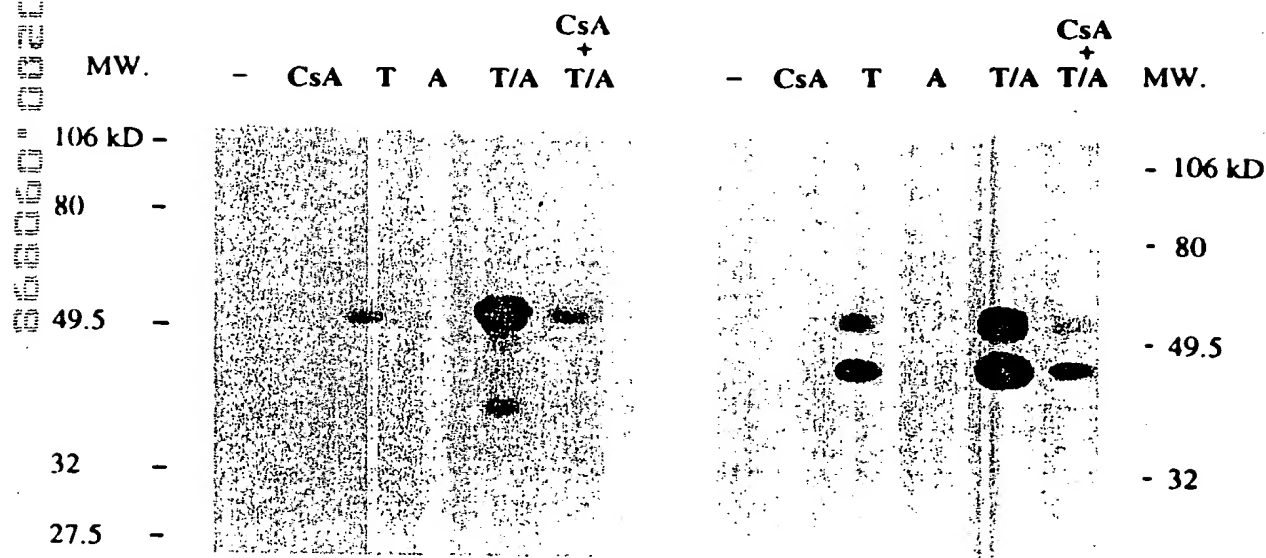 CsA
+
MW. - CsA T A T/A T/A
106 kD -
80 -
49.5 -
32 -
27.5 -
CsA
+
- CsA T A T/A T/A MW.
- 106 kD
- 80
- 49.5
- 32